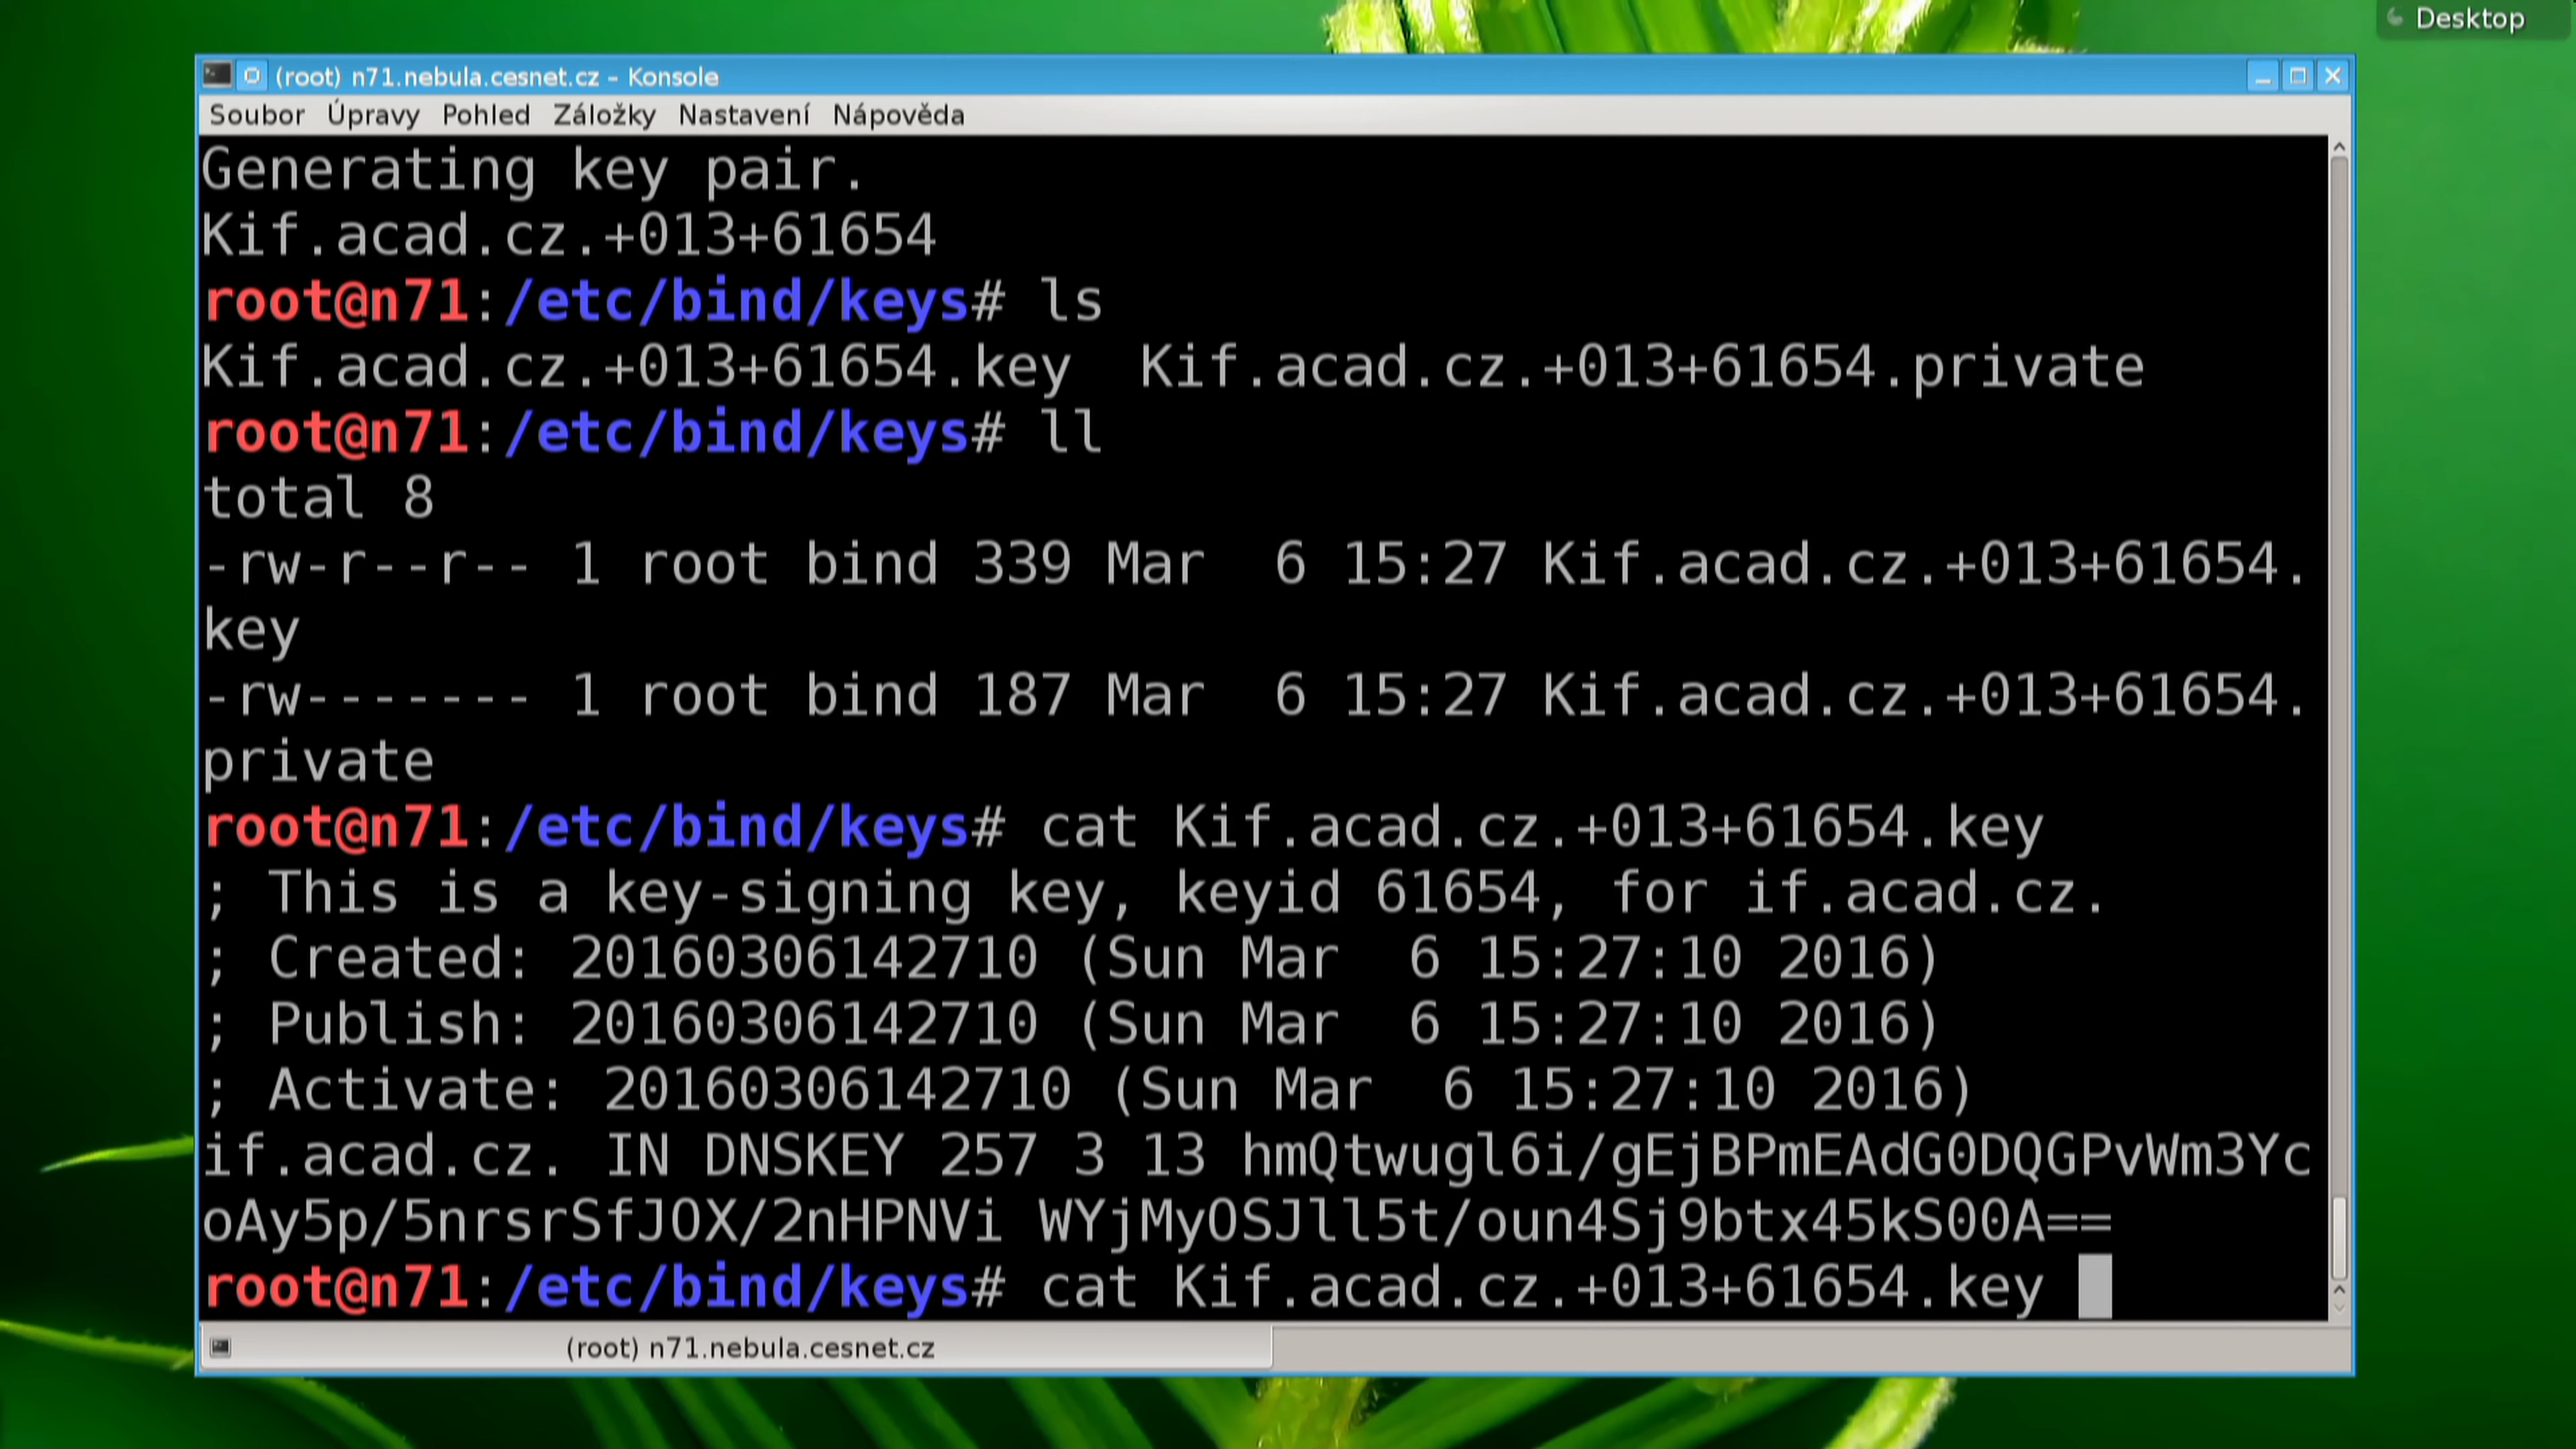 Desktop
(root) n71.nebula.cesnet.cz – Konsole
Soubor Úpravy Pohled Záložky Nastavení Nápověda
Generating key pair.
Kif.acad.cz.+013+61654
root@n71:/etc/bind/keys# ls
Kif.acad.cz.+013+61654.key  Kif.acad.cz.+013+61654.private
root@n71:/etc/bind/keys# ll
total 8
-rw-r--r-- 1 root bind 339 Mar  6 15:27 Kif.acad.cz.+013+61654.
key
-rw------- 1 root bind 187 Mar  6 15:27 Kif.acad.cz.+013+61654.
private
root@n71:/etc/bind/keys# cat Kif.acad.cz.+013+61654.key
; This is a key-signing key, keyid 61654, for if.acad.cz.
; Created: 20160306142710 (Sun Mar  6 15:27:10 2016)
; Publish: 20160306142710 (Sun Mar  6 15:27:10 2016)
; Activate: 20160306142710 (Sun Mar  6 15:27:10 2016)
if.acad.cz. IN DNSKEY 257 3 13 hmQtwugl6i/gEjBPmEAdG0DQGPvWm3Yc
oAy5p/5nrsrSfJOX/2nHPNVi WYjMyOSJll5t/oun4Sj9btx45kS00A==
root@n71:/etc/bind/keys# cat Kif.acad.cz.+013+61654.key
(root) n71.nebula.cesnet.cz